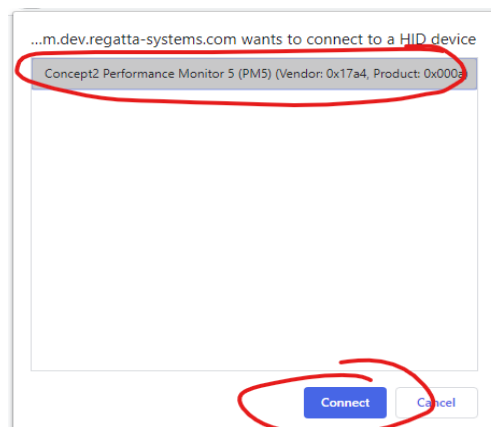 ...m.dev.regatta-systems.com wants to connect to a HID device
Concept2 Performance Monitor 5 (PM5) (Vendor: 0x17a4, Product: 0x000a)
Connect
Cancel